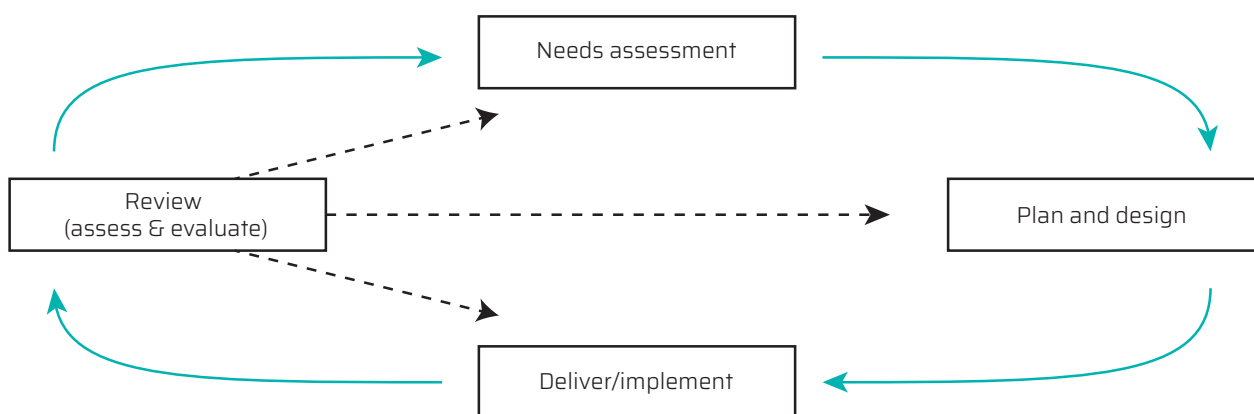 Needs assessment
Review
(assess & evaluate)
Plan and design
Deliver/implement